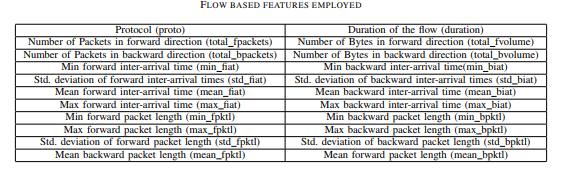 FLOW BASED FEATURES EMPLOYED
Protocol (proto) Duration of the flow (duration)
Number of Packets in forward direction (total_fpackets) Number of Bytes in forward direction (total_fvolume)
Number of Packets in backward direction (total_bpackets) Number of Bytes in backward direction (total_bvolume)
Min forward inter-arrival time (min_fiat) Min backward inter-arrival time(min_biat)
Std. deviation of forward inter-arrival times (std_fiat) Std. deviation of backward inter-arrival times (std_biat)
Mean forward inter-arrival time (mean_fiat) Mean backward inter-arrival time (mean_biat)
Max forward inter-arrival time (max_fiat) Max backward inter-arrival time (max_biat)
Min forward packet length (min_fpktl) Min backward packet length (min_bpktl)
Max forward packet length (max_fpktl) Max backward packet length (max_bpktl)
Std. deviation of forward packet length (std_fpktl) Std. deviation of backward packet length (std_bpktl)
Mean backward packet length (mean_fpktl) Mean forward packet length (mean_bpktl)